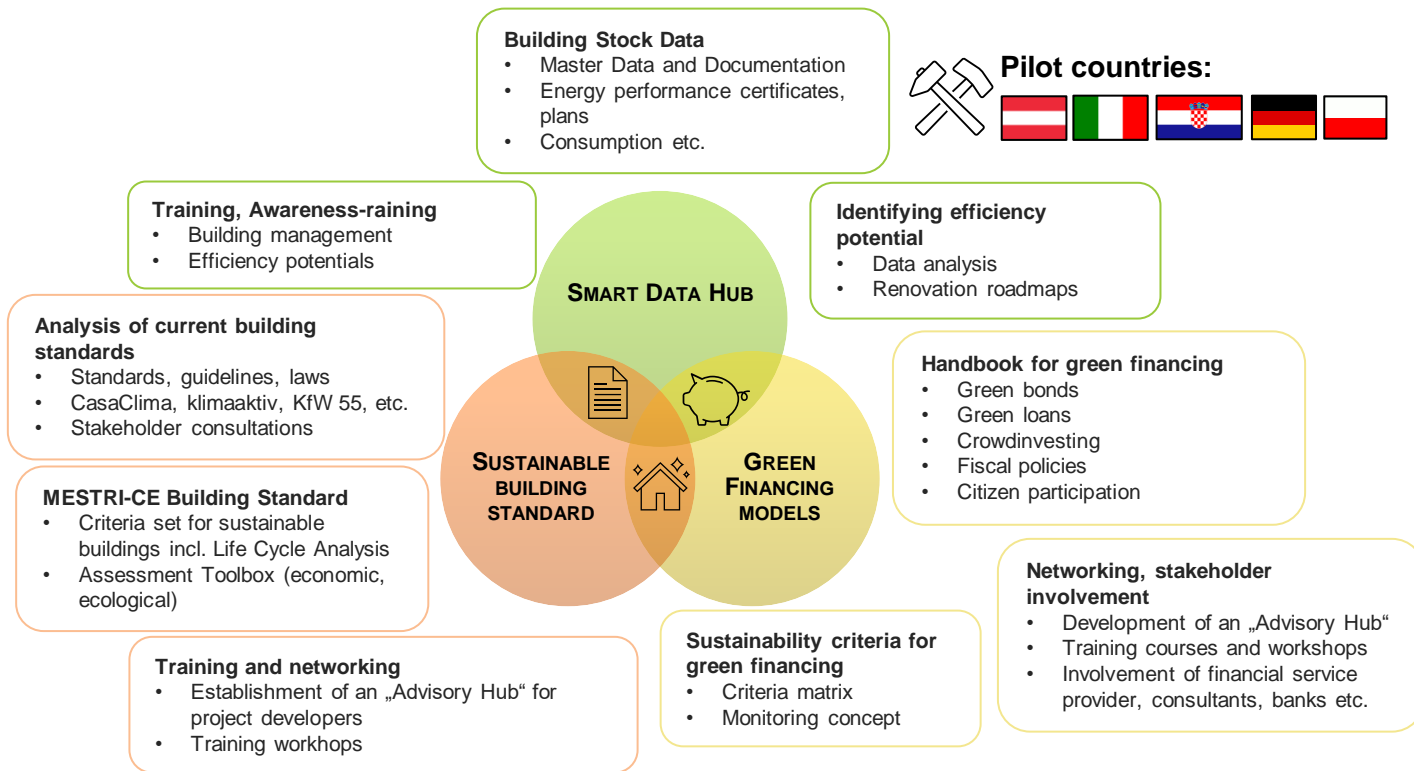 Building Stock Data
• Master Data and Documentation
• Energy performance certificates,
plans
• Consumption etc.
Pilot countries:
Training, Awareness-raining
• Building management
• Efficiency potentials
Identifying efficiency
potential
• Data analysis
• Renovation roadmaps
SMART DATA HUB
Analysis of current building
standards
• Standards, guidelines, laws
• CasaClima, klimaaktiv, KfW 55, etc.
• Stakeholder consultations
Handbook for green financing
• Green bonds
• Green loans
• Crowdinvesting
• Fiscal policies
• Citizen participation
SUSTAINABLE
BUILDING
STANDARD
GREEN
FINANCING
MODELS
MESTRI-CE Building Standard
• Criteria set for sustainable
buildings incl. Life Cycle Analysis
• Assessment Toolbox (economic,
ecological)
Networking, stakeholder
involvement
• Development of an „Advisory Hub“
• Training courses and workshops
• Involvement of financial service
provider, consultants, banks etc.
Training and networking
• Establishment of an „Advisory Hub“ for
project developers
• Training workhops
Sustainability criteria for
green financing
• Criteria matrix
• Monitoring concept